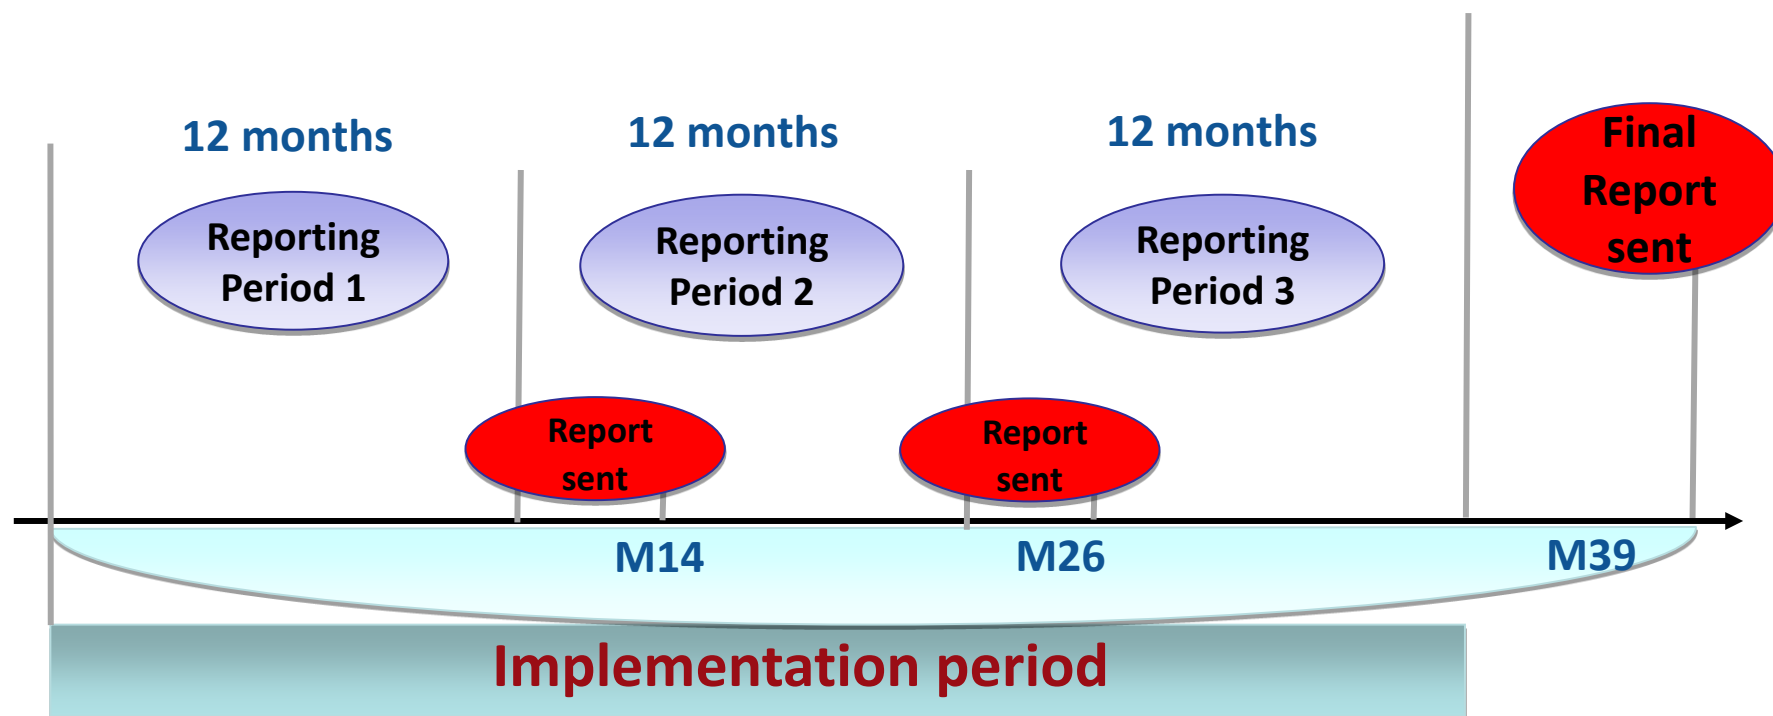 12 months
12 months
12 months
Final
Report
sent
Reporting
Period 1
Reporting
Period 2
Reporting
Period 3
Report
sent
Report
sent
M14
M26
M39
Implementation period